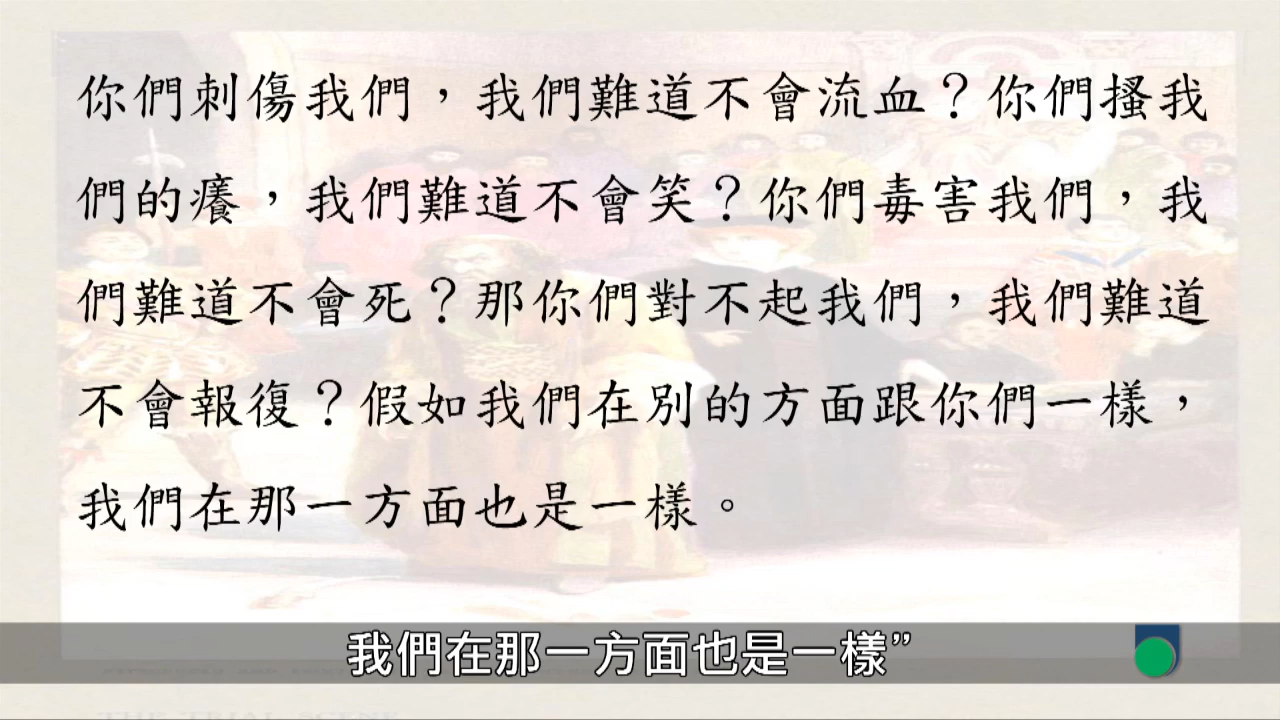 你們刺傷我們，我們難道不會流血？你們搔我
們的癢，我們難道不會笑？你們毒害我們，我
們難道不會死？那你們對不起我們，我們難道
不會報復？假如我們在別的方面跟你們一樣，
我們在那一方面也是一樣。
我們在那一方面也是一樣”
THE TRIAL SCENE